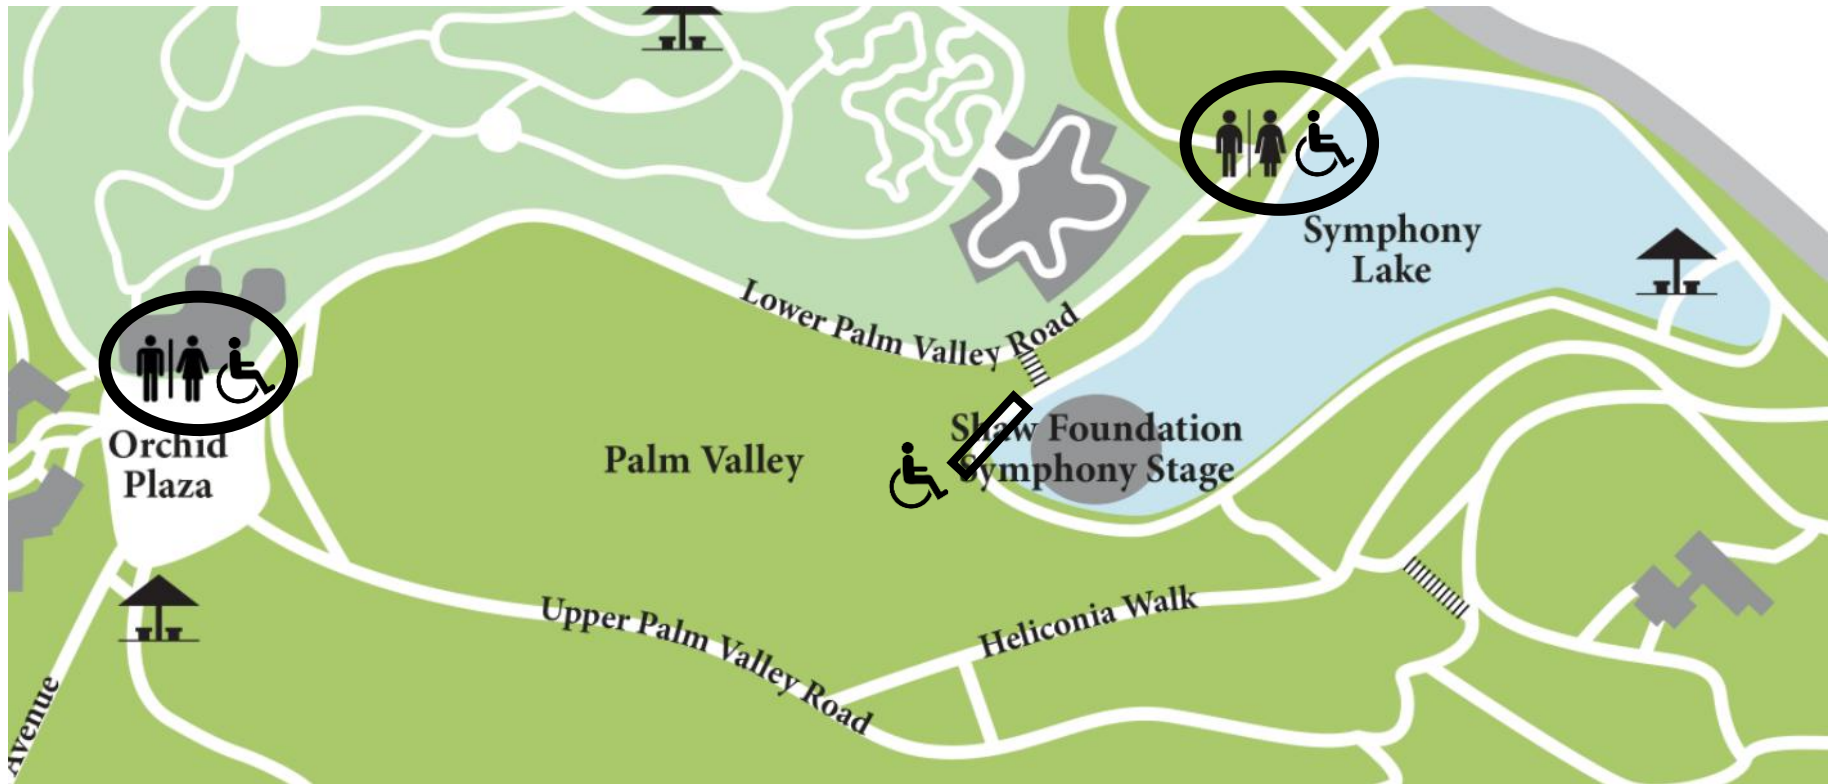 Symphony
Lake
Lower Palm Valley Road
Shaw Foundation
Symphony Stage
Orchid
Plaza
Palm Valley
Upper Palm Valley Road
Heliconia Walk
Avenue